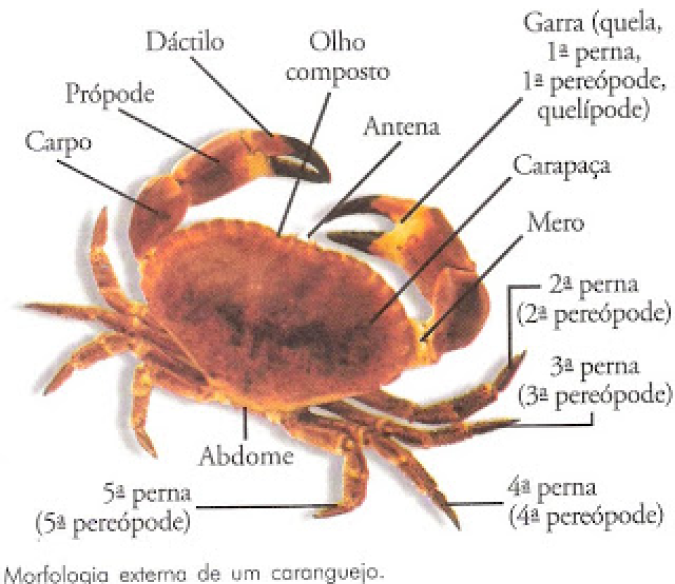 Garra (quela,
1ª perna,
1ª pereópode,
quelípode)
Dáctilo
Olho
composto
Própode
Antena
Carpo
Carapaça
Mero
2ª perna
(2ª pereópode)
3ª perna
(3ª pereópode)
Abdome
5ª perna
(5ª pereópode)
4ª perna
(4ª pereópode)
Morfologia externa de um caranguejo.